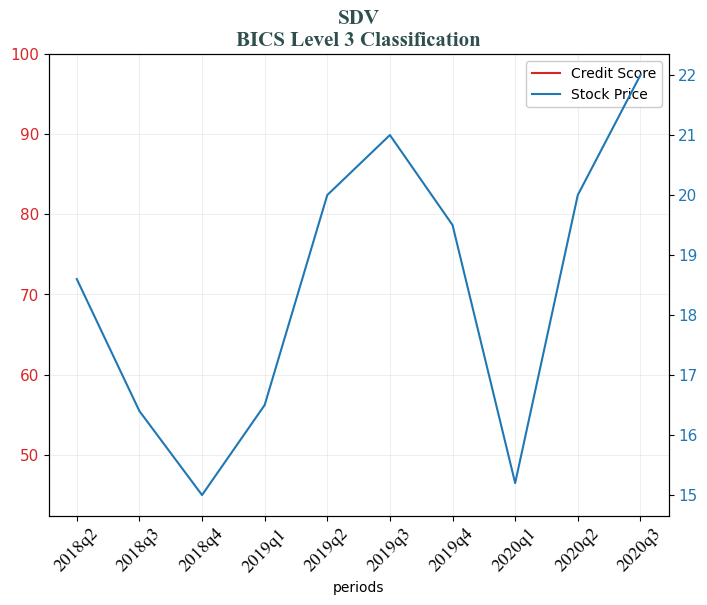 SDV
BICS Level 3 Classification
100
90
80
70
60
50
Credit Score
Stock Price
22
21
20
19
18
17
16
15
2018q2
2018q3
2018q4
2019q1
2019q2
2019q3
2019q4
2020q1
2020q2
2020q3
periods